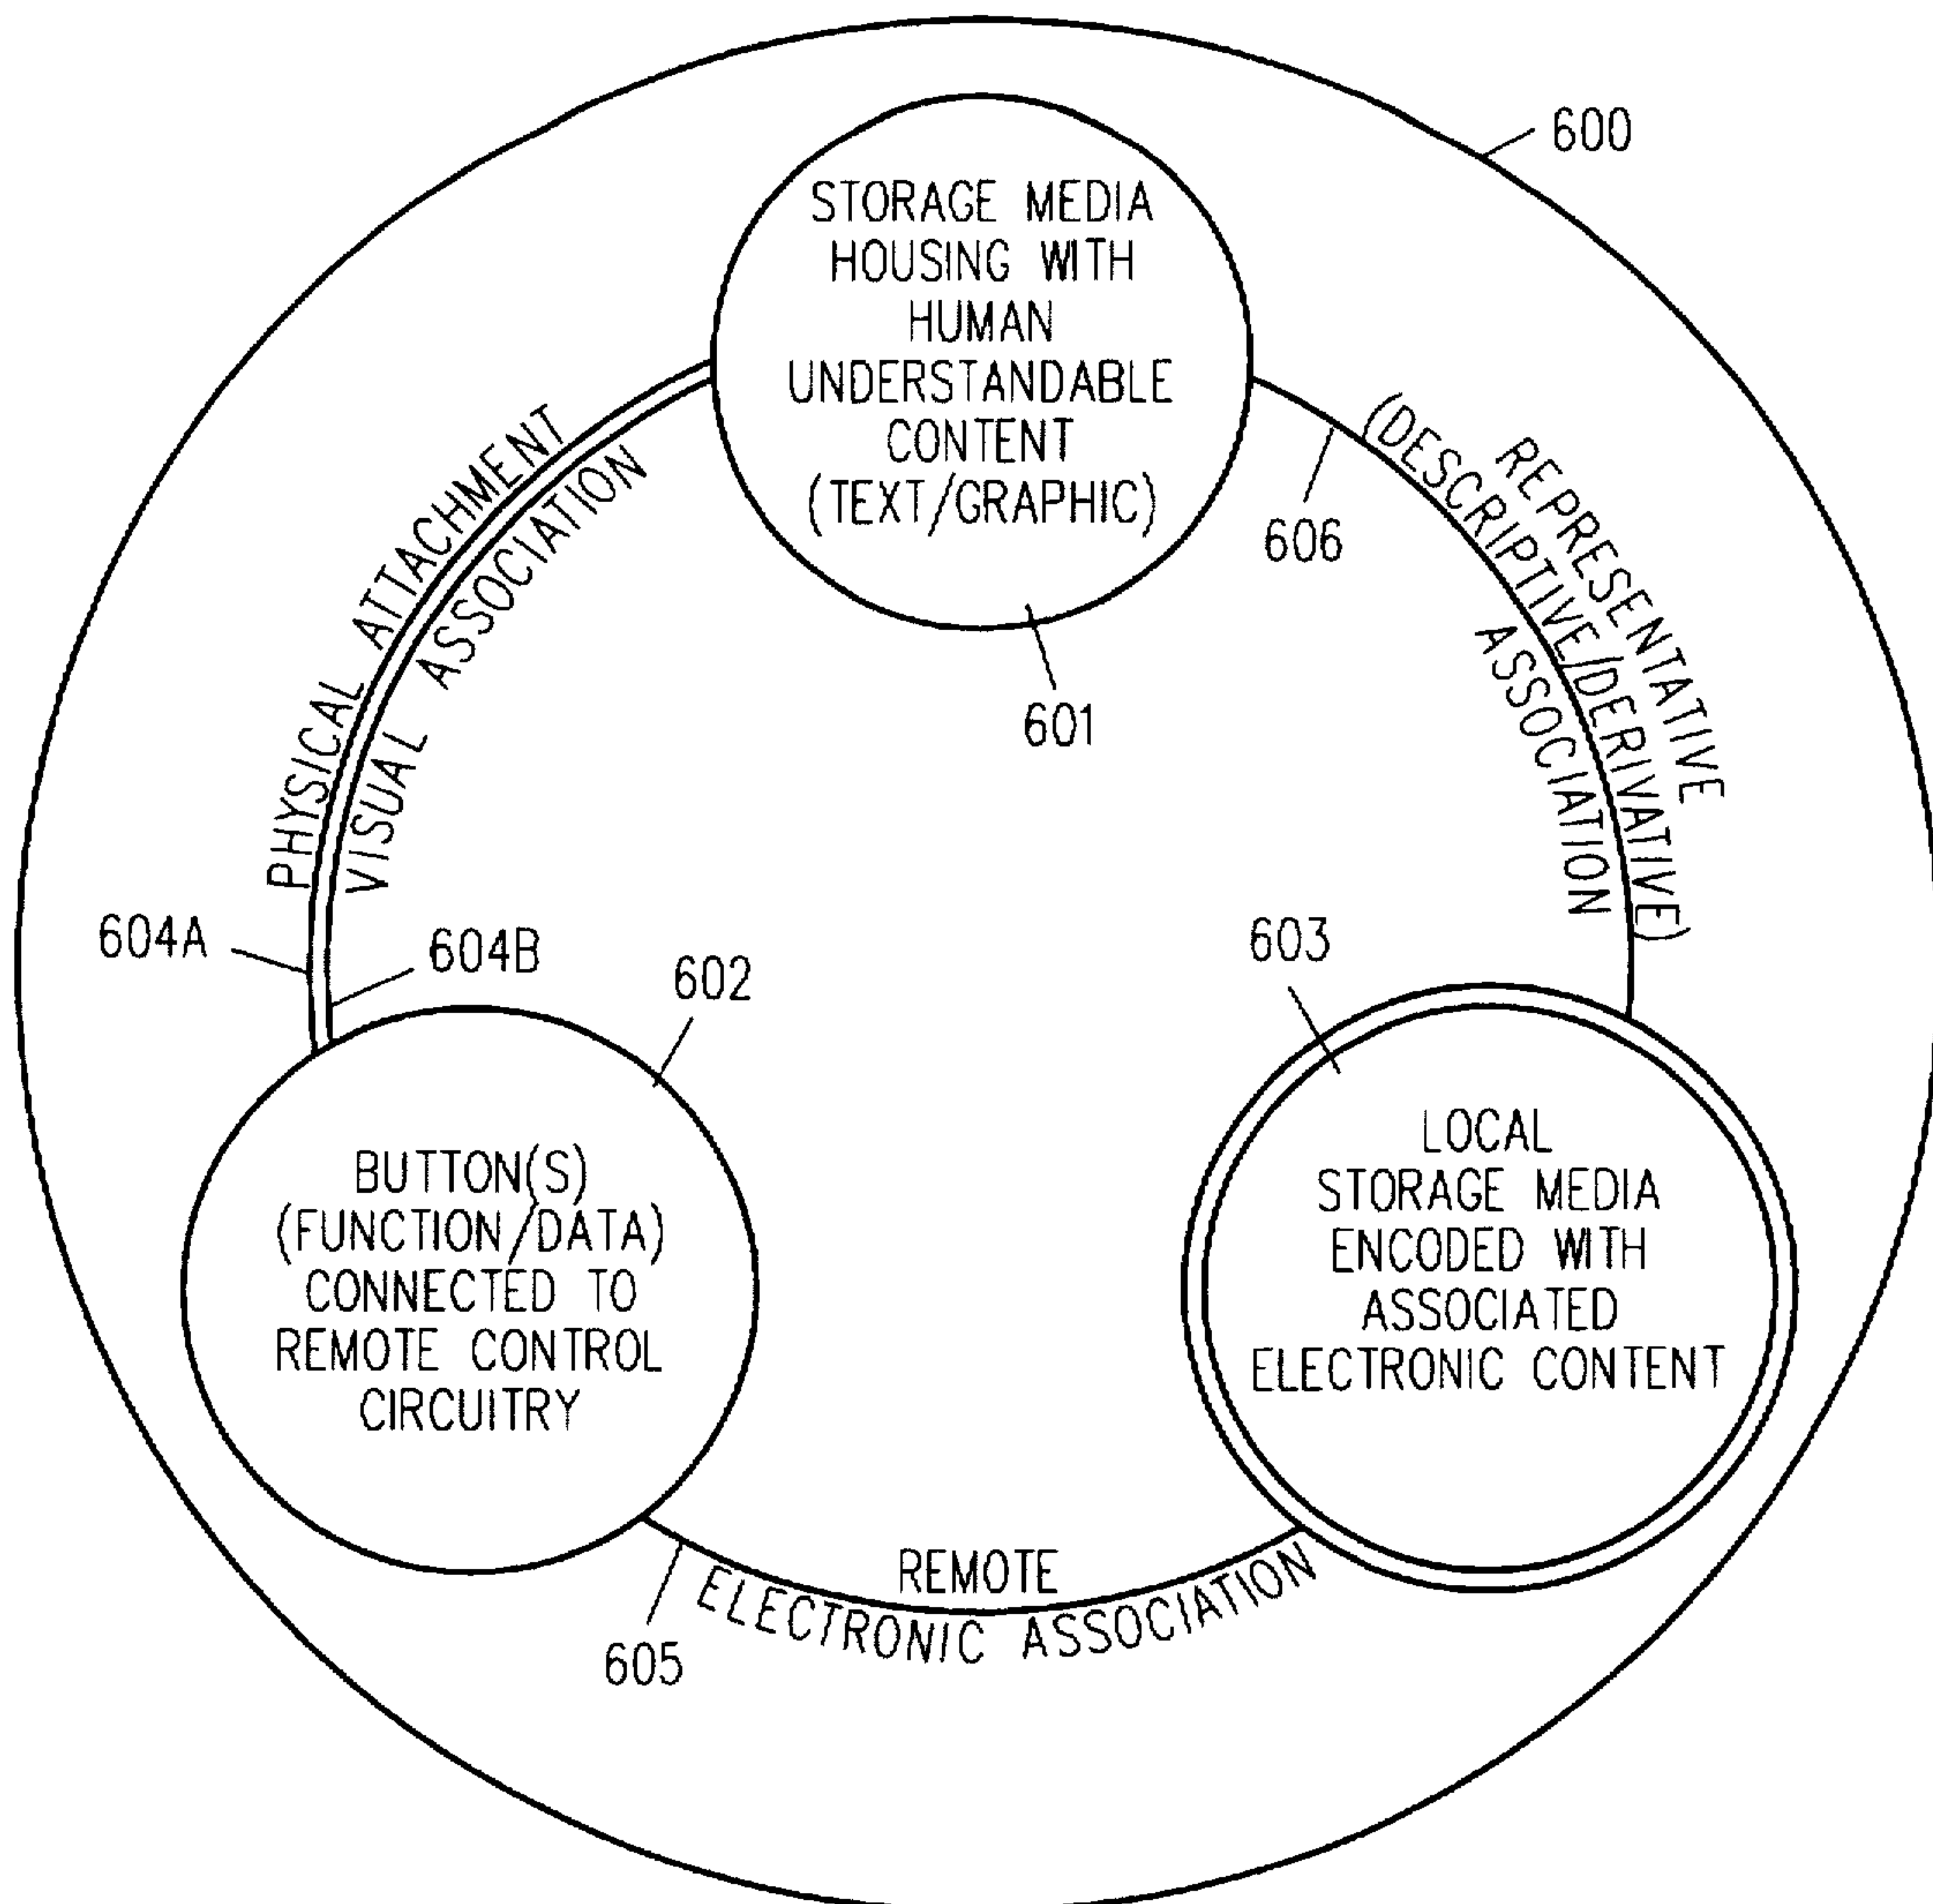 600
STORAGE MEDIA
HOUSING WITH
HUMAN
UNDERSTANDABLE
CONTENT
(TEXT/GRAPHIC)
601
606
PHYSICAL ATTACHMENT
VISUAL ASSOCIATION
REPRESENTATIVE
(DESCRIPTIVE/DERIVATIVE)
ASSOCIATION
604A
604B
602
603
BUTTON(S)
(FUNCTION/DATA)
CONNECTED TO
REMOTE CONTROL
CIRCUITRY
LOCAL
STORAGE MEDIA
ENCODED WITH
ASSOCIATED
ELECTRONIC CONTENT
REMOTE
ELECTRONIC ASSOCIATION
605